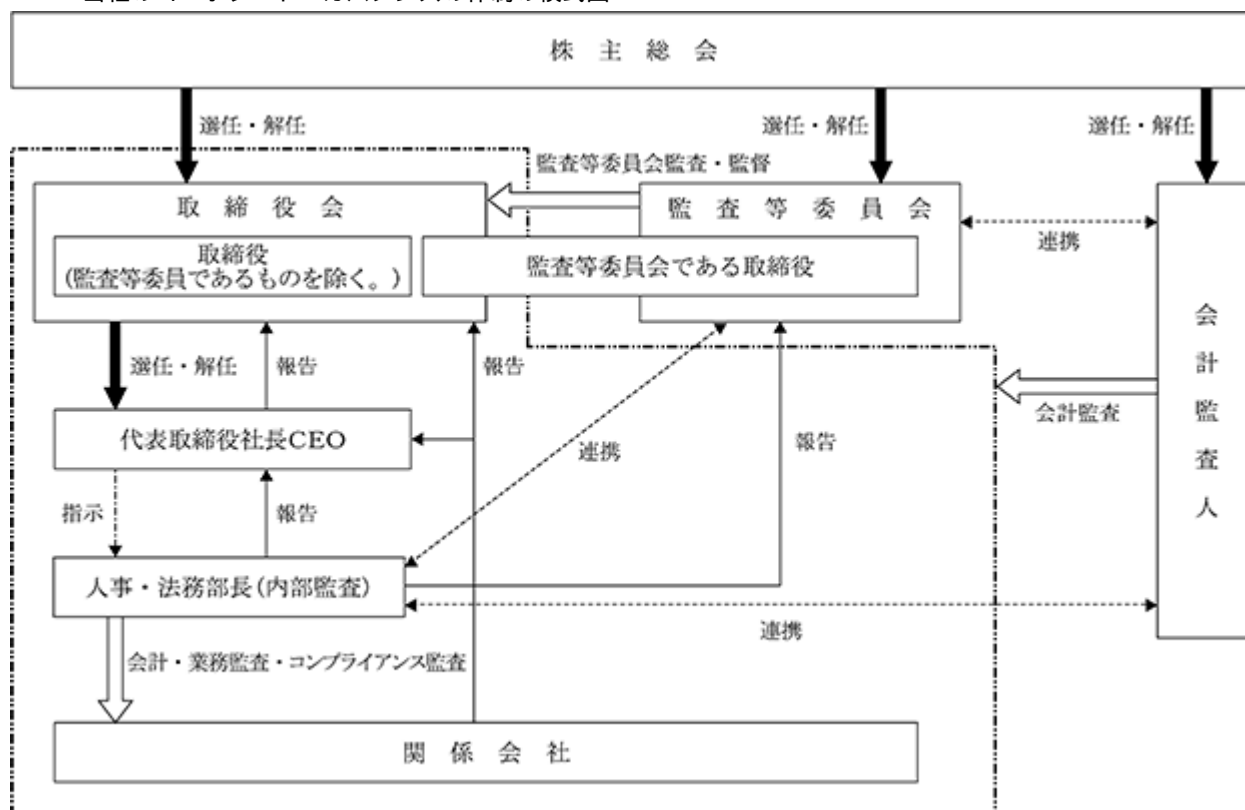 株主総会
選任・解任
選任・解任
選任・解任
監査等委員会監査・監督
取締役会
監査等委員会
取締役
(監査等委員であるものを除く。)
監査等委員会である取締役
連携
会計監査人
選任・解任
報告
報告
会計監査
代表取締役社長CEO
連携
報告
指示
報告
人事・法務部長(内部監査)
連携
会計・業務監査・コンプライアンス監査
関係会社